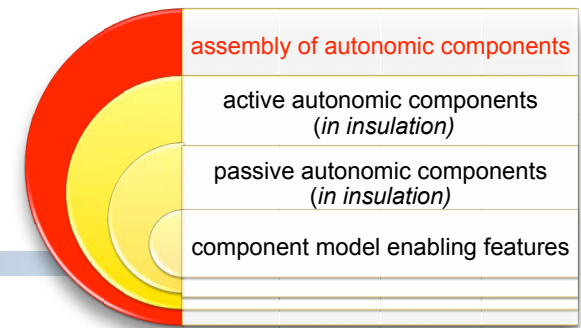 assembly of autonomic components
active autonomic components
(in insulation)
passive autonomic components
(in insulation)
component model enabling features